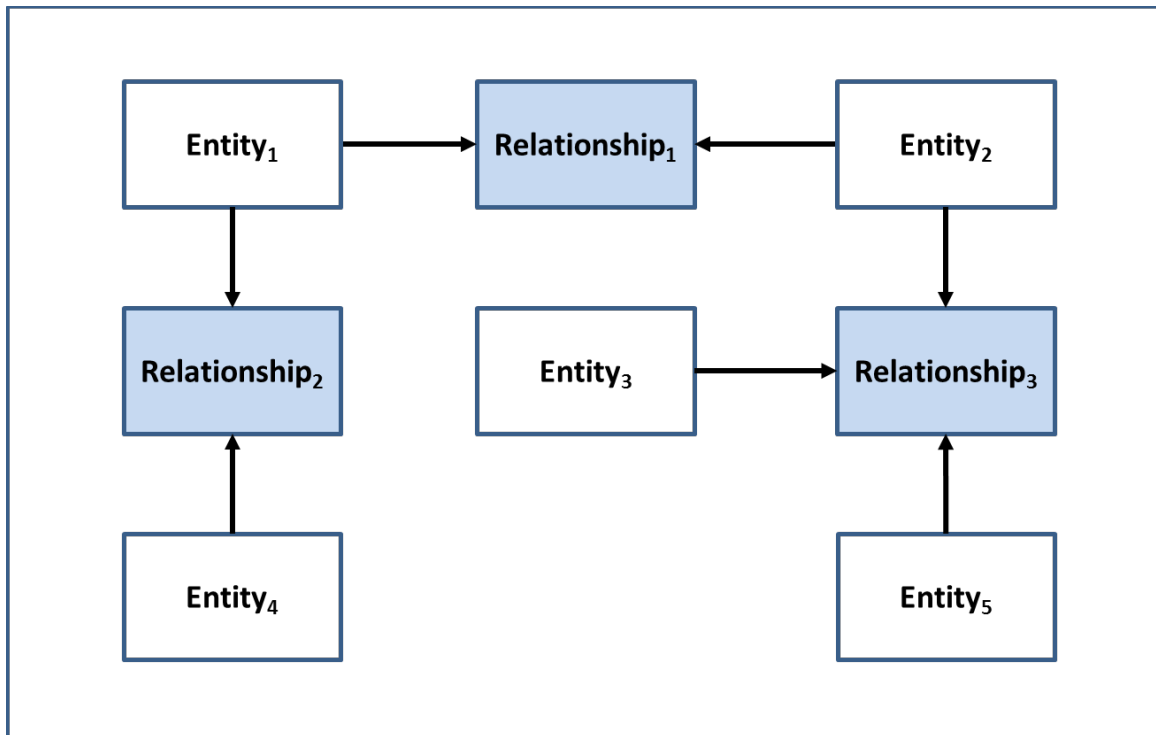 Entity₁
Relationship₁
Entity₂
Relationship₂
Entity₃
Relationship₃
Entity₄
Entity₅